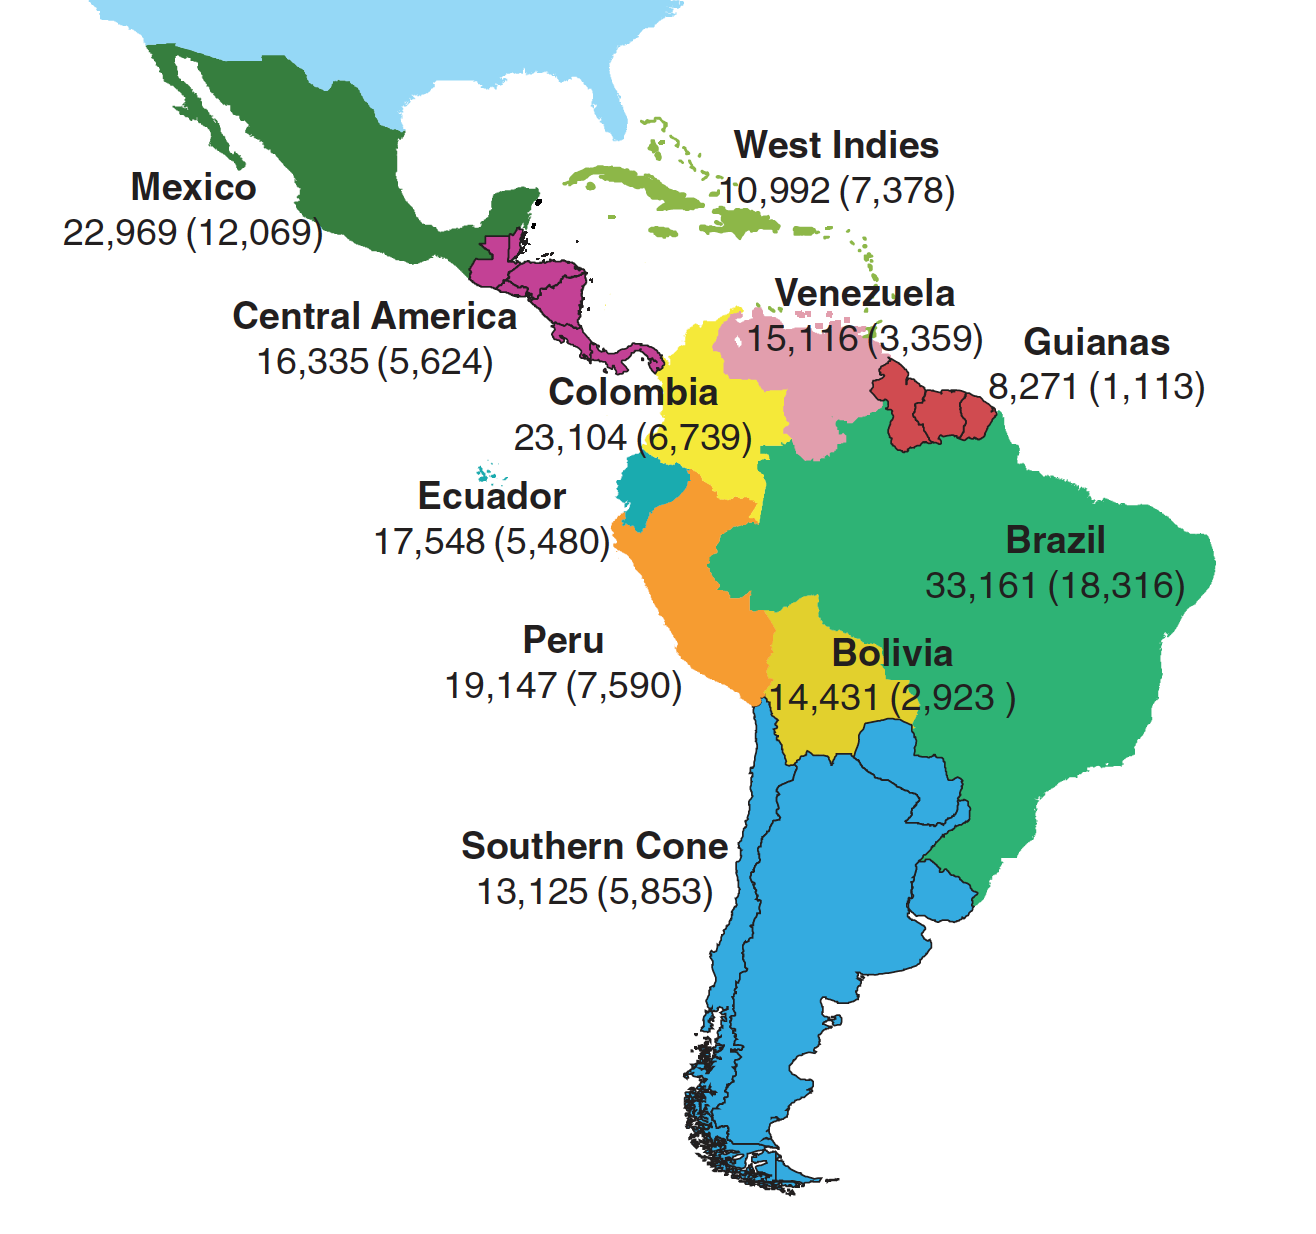 West Indies
10,992 (7,378)
Mexico
22,969 (12,069)
Venezuela
15,116 (3,359)
Central America
16,335 (5,624)
Guianas
8,271 (1,113)
Colombia
23,104 (6,739)
Ecuador
17,548 (5,480)
Brazil
33,161 (18,316)
Peru
19,147 (7,590)
Bolivia
14,431 (2,923 )
Southern Cone
13,125 (5,853)